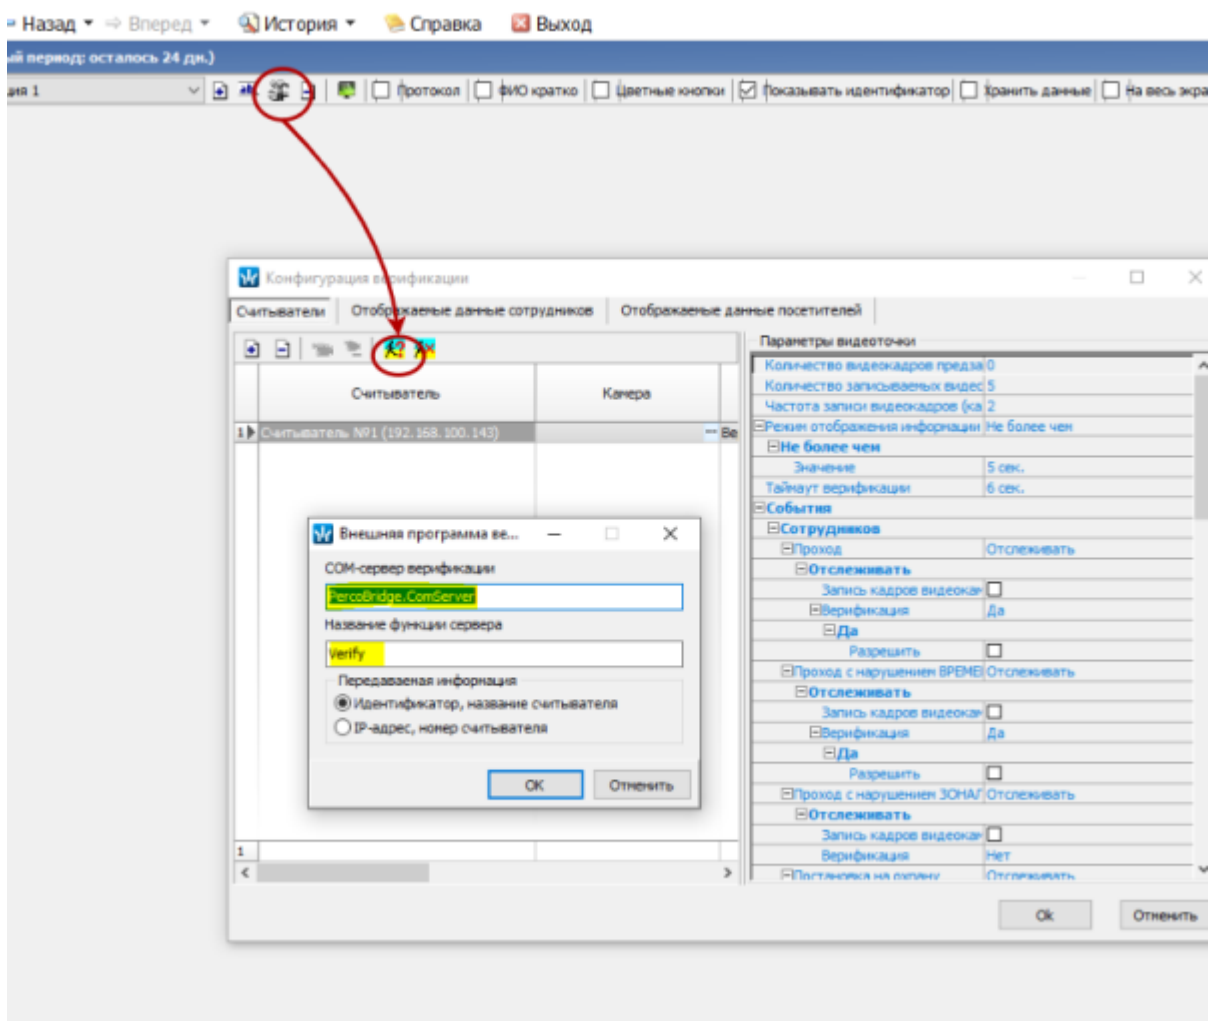 Назад Вперед История Справка Выход
ый период: осталось 24 дн.)
ция 1 Протокол ФИО кратко Цветные кнопки Показывать идентификатор Хранить данные На весь экра
Конфигурация верификации
Считыватели Отображаемые данные сотрудников Отображаемые данные посетителей
Считыватель Камера
1 Считыватель №1 (192.168.100.143) Ве
1
Параметры видеоточки
Количество видеокадров предза 0
Количество записываемых видес 5
Частота записи видеокадров (ка 2
Режим отображения информации Не более чем
Не более чем
Значение 5 сек.
Таймаут верификации 6 сек.
События
Сотрудников
Проход Отслеживать
Отслеживать
Запись кадров видеокам
Верификация Да
Да
Разрешить
Проход с нарушением ВРЕМЕ Отслеживать
Отслеживать
Запись кадров видеокам
Верификация Да
Да
Разрешить
Проход с нарушением ЗОНАЛ Отслеживать
Отслеживать
Запись кадров видеокам
Верификация Нет
Постановка на охрану Отслеживать
Внешняя программа ве...
COM-сервер верификации
PercoBridge.ComServer
Название функции сервера
Verify
Передаваемая информация
Идентификатор, название считывателя
IP-адрес, номер считывателя
OK Отменить
Ok Отменить